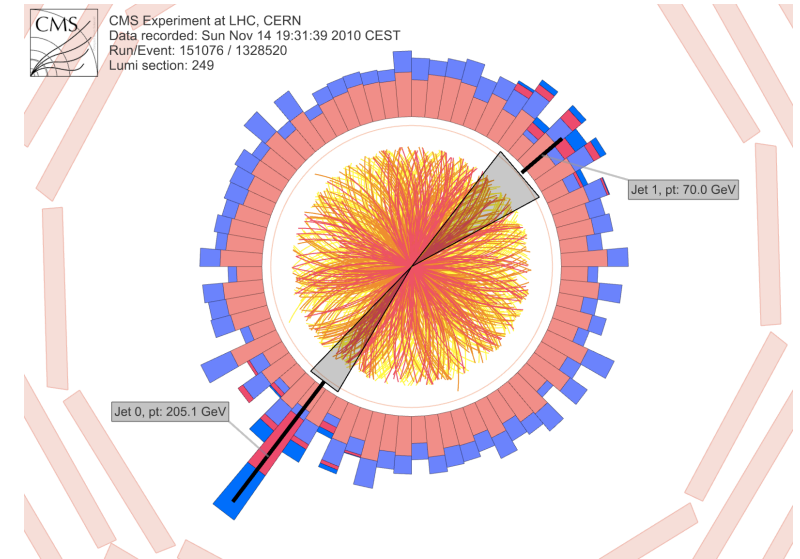 CMS
CMS Experiment at LHC, CERN
Data recorded: Sun Nov 14 19:31:39 2010 CEST
Run/Event: 151076 / 1328520
Lumi section: 249
Jet 1, pt: 70.0 GeV
Jet 0, pt: 205.1 GeV